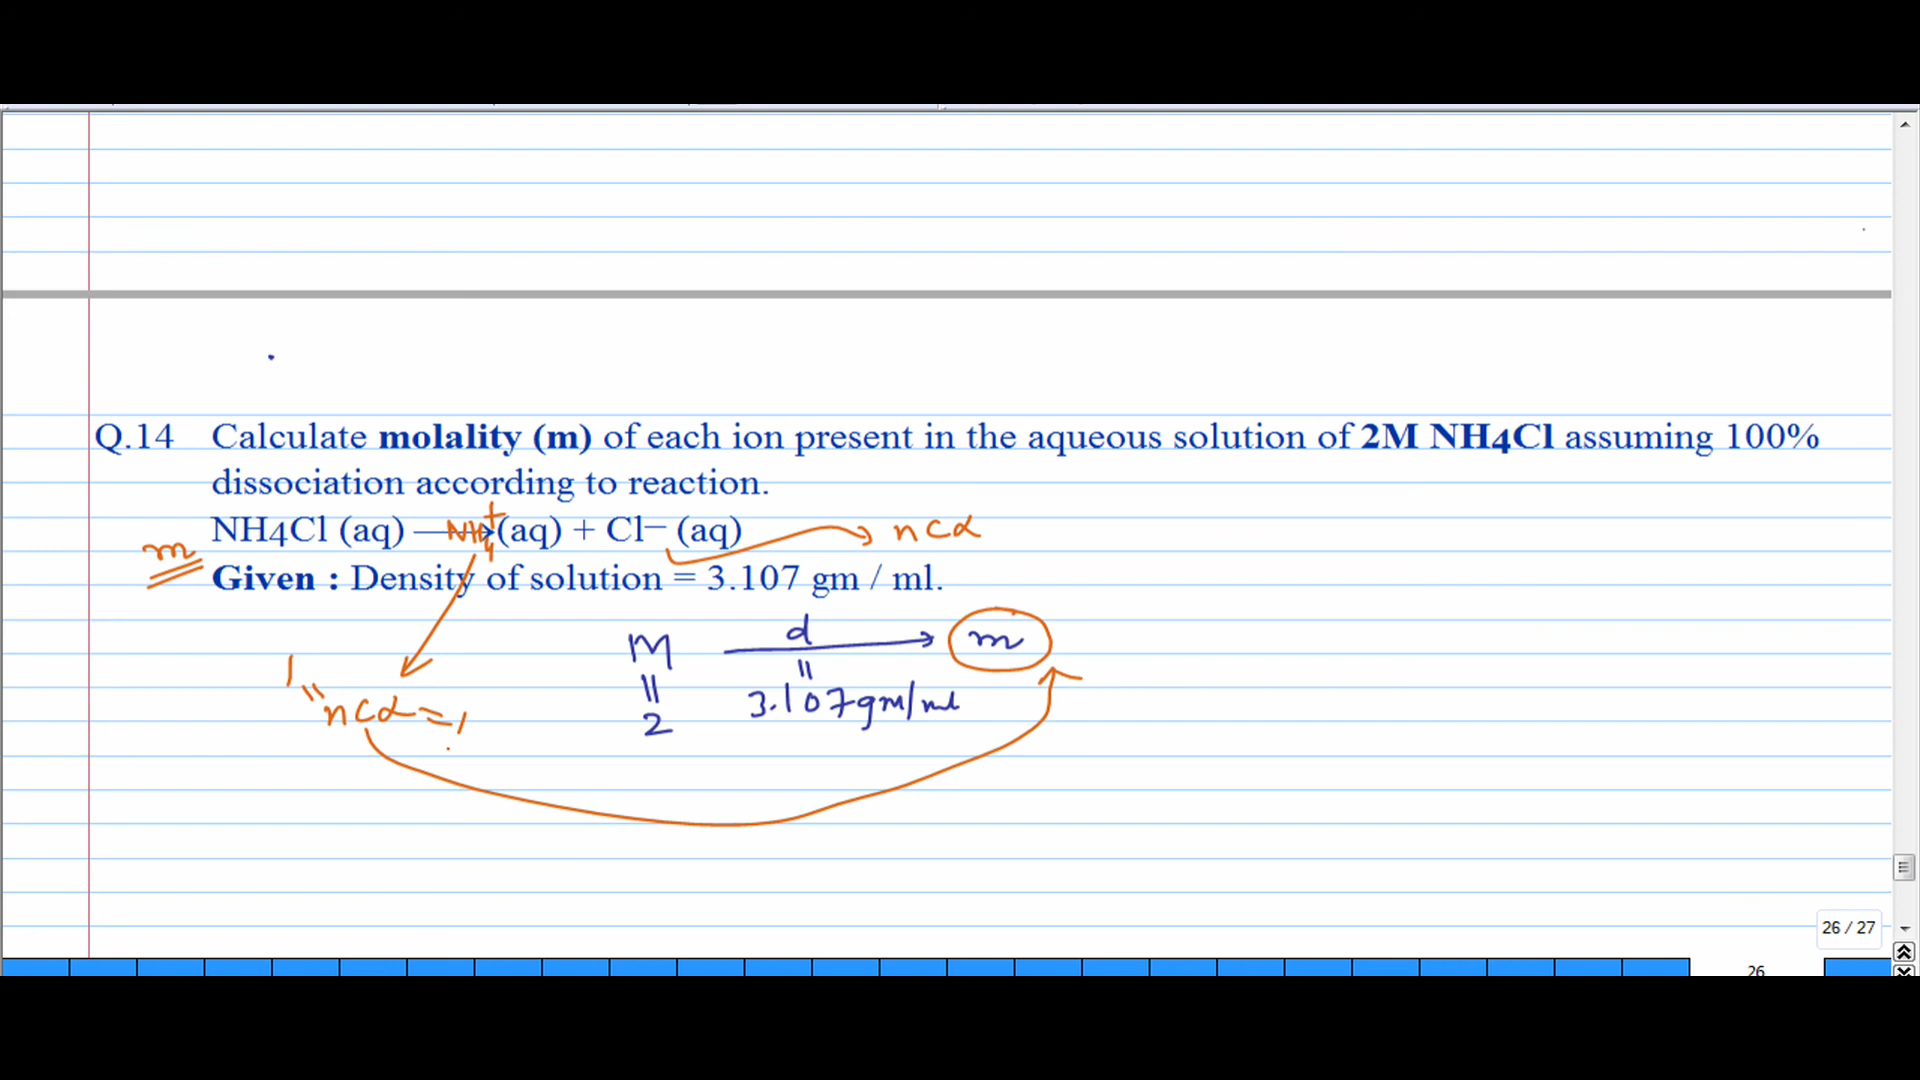 Q.14 Calculate molality (m) of each ion present in the aqueous solution of 2M NH4Cl assuming 100%
dissociation according to reaction.
NH4Cl (aq) ⟶ NH4+ (aq) + Cl− (aq) → ncα
m
Given : Density of solution = 3.107 gm / ml.
M d → m
1 = ncα = 1
= 2 = 3.107gm/ml
26 / 27
26